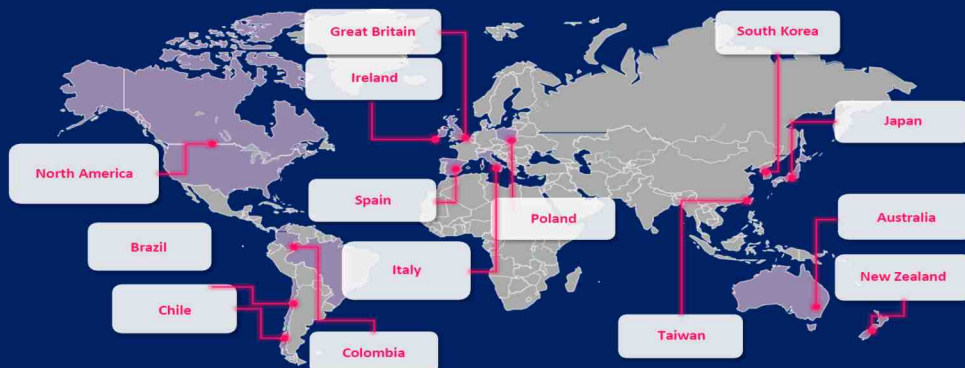 Great Britain
South Korea
Ireland
Japan
North America
Spain
Poland
Australia
Brazil
Italy
New Zealand
Chile
Taiwan
Colombia